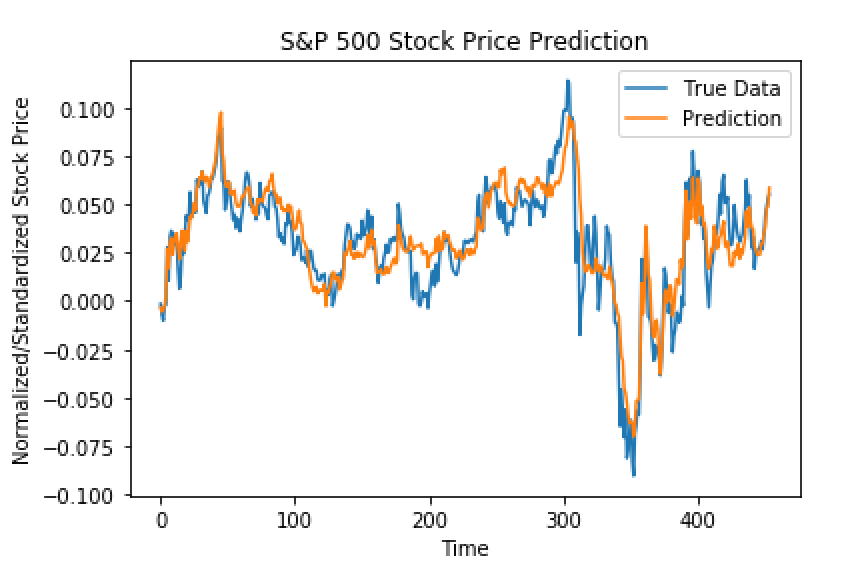 S&P 500 Stock Price Prediction
True Data
Prediction
Normalized/Standardized Stock Price
0.100
0.075
0.050
0.025
0.000
−0.025
−0.050
−0.075
−0.100
0 100 200 300 400
Time